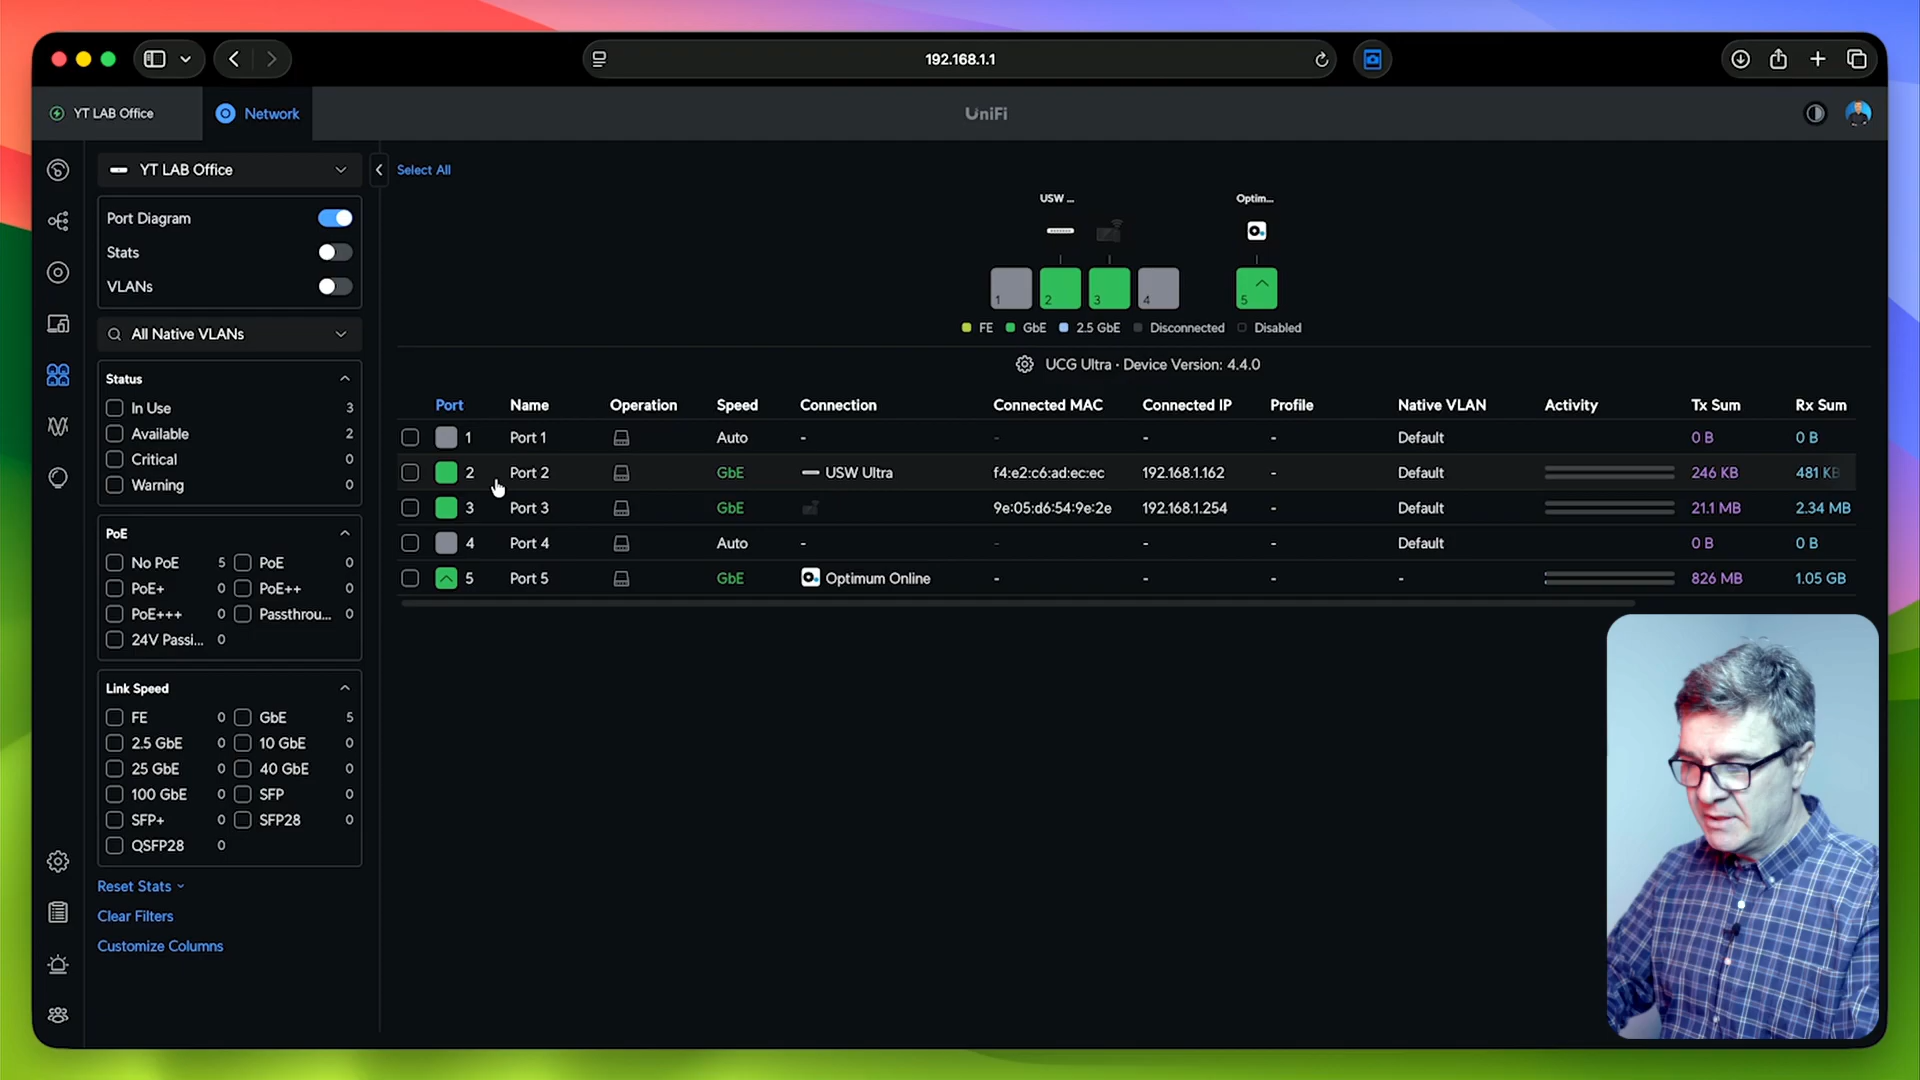 192.168.1.1
YT LAB Office
Network
UniFi
YT LAB Office
Select All
Port Diagram
Stats
VLANs
All Native VLANs
USW ...
Optim...
1
2
3
4
5
FE GbE 2.5 GbE Disconnected Disabled
UCG Ultra · Device Version: 4.4.0
Status
In Use 3
Available 2
Critical 0
Warning 0
PoE
No PoE 5 PoE 0
PoE+ 0 PoE++ 0
PoE+++ 0 Passthrou... 0
24V Passi... 0
Link Speed
FE 0 GbE 5
2.5 GbE 0 10 GbE 0
25 GbE 0 40 GbE 0
100 GbE 0 SFP 0
SFP+ 0 SFP28 0
QSFP28 0
Reset Stats
Clear Filters
Customize Columns
Port Name Operation Speed Connection Connected MAC Connected IP Profile Native VLAN Activity Tx Sum Rx Sum
1 Port 1 Auto - - - - Default 0 B 0 B
2 Port 2 GbE USW Ultra f4:e2:c6:ad:ec:ec 192.168.1.162 - Default 246 KB 481 KB
3 Port 3 GbE 9e:05:d6:54:9e:2e 192.168.1.254 - Default 21.1 MB 2.34 MB
4 Port 4 Auto - - - - Default 0 B 0 B
5 Port 5 GbE Optimum Online - - - - 826 MB 1.05 GB